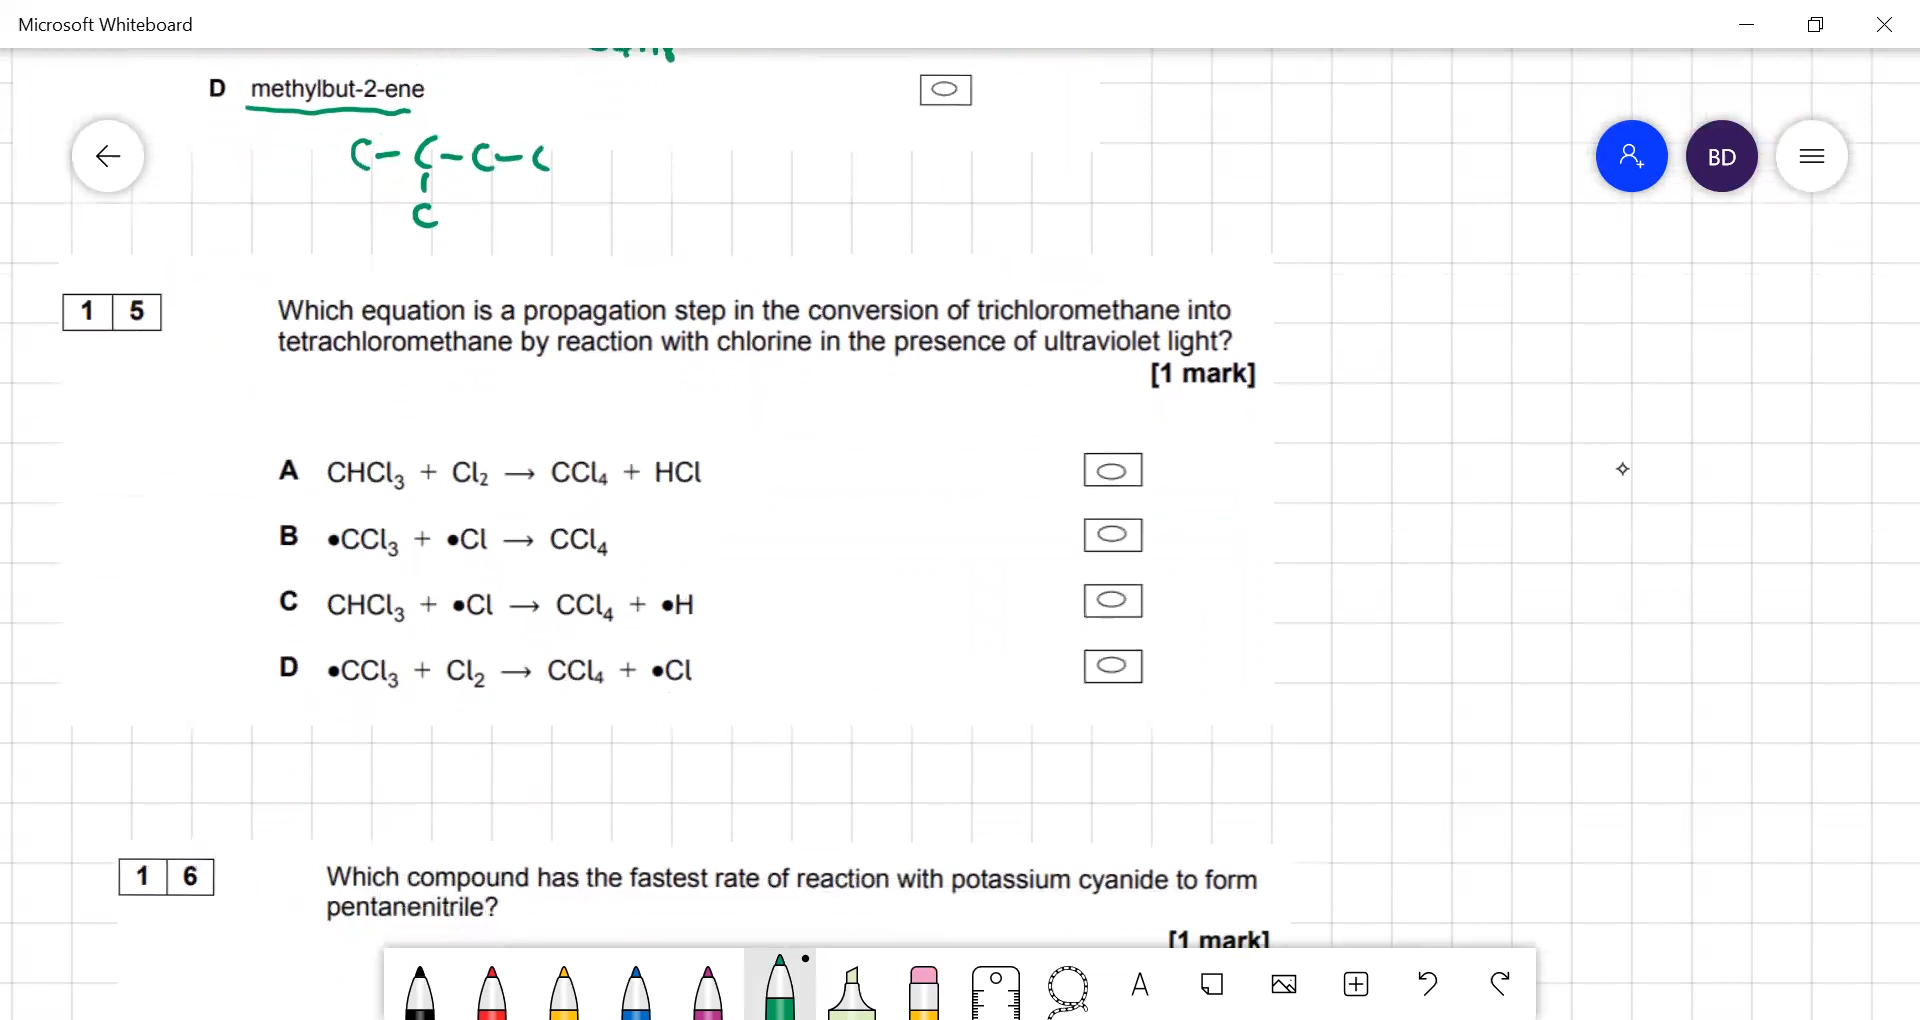 Microsoft Whiteboard
D methylbut-2-ene
C - C - C - C
C
BD
1 5 Which equation is a propagation step in the conversion of trichloromethane into
tetrachloromethane by reaction with chlorine in the presence of ultraviolet light?
[1 mark]
A CHCl₃ + Cl₂ → CCl₄ + HCl
B •CCl₃ + •Cl → CCl₄
C CHCl₃ + •Cl → CCl₄ + •H
D •CCl₃ + Cl₂ → CCl₄ + •Cl
1 6 Which compound has the fastest rate of reaction with potassium cyanide to form
pentanenitrile?
[1 mark]